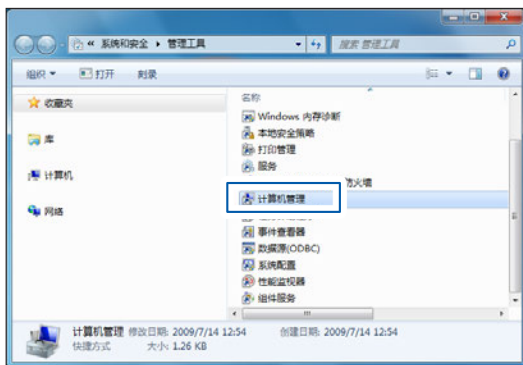 « 系统和安全 ▸ 管理工具
搜索 管理工具
组织 打开 刻录
收藏夹
库
计算机
网络
名称
Windows 内存诊断
本地安全策略
打印管理
服务
防火墙
计算机管理
事件查看器
数据源(ODBC)
系统配置
性能监视器
组件服务
计算机管理 修改日期: 2009/7/14 12:54 创建日期: 2009/7/14 12:54
快捷方式 大小: 1.26 KB